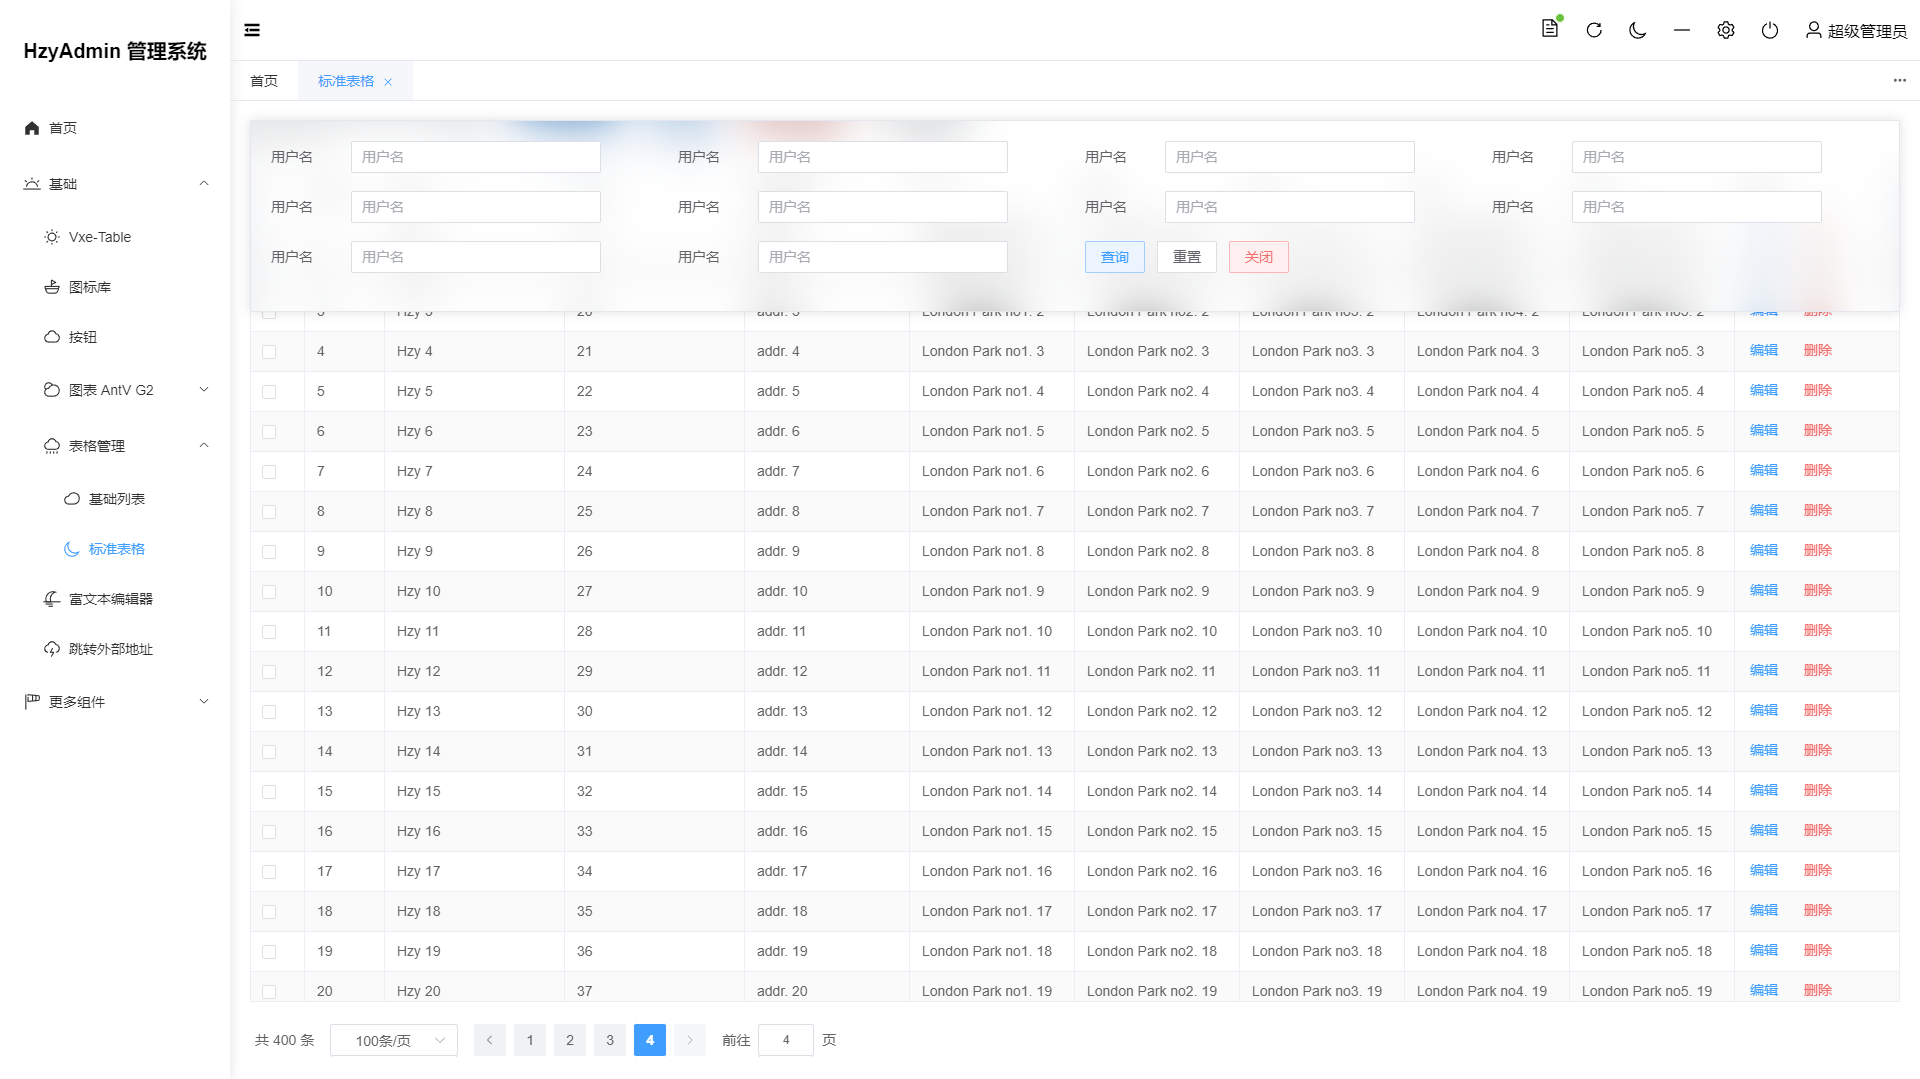 HzyAdmin 管理系统
首页
基础
Vxe-Table
图标库
按钮
图表 AntV G2
表格管理
基础列表
标准表格
富文本编辑器
跳转外部地址
更多组件
超级管理员
首页 标准表格
用户名 用户名 用户名 用户名 用户名 用户名 用户名 用户名
用户名 用户名 用户名 用户名 用户名 用户名 用户名 用户名
用户名 用户名 用户名 用户名 查询 重置 关闭
3 Hzy 3 20 addr. 3 London Park no1. 2 London Park no2. 2 London Park no3. 2 London Park no4. 2 London Park no5. 2 编辑 删除
4 Hzy 4 21 addr. 4 London Park no1. 3 London Park no2. 3 London Park no3. 3 London Park no4. 3 London Park no5. 3 编辑 删除
5 Hzy 5 22 addr. 5 London Park no1. 4 London Park no2. 4 London Park no3. 4 London Park no4. 4 London Park no5. 4 编辑 删除
6 Hzy 6 23 addr. 6 London Park no1. 5 London Park no2. 5 London Park no3. 5 London Park no4. 5 London Park no5. 5 编辑 删除
7 Hzy 7 24 addr. 7 London Park no1. 6 London Park no2. 6 London Park no3. 6 London Park no4. 6 London Park no5. 6 编辑 删除
8 Hzy 8 25 addr. 8 London Park no1. 7 London Park no2. 7 London Park no3. 7 London Park no4. 7 London Park no5. 7 编辑 删除
9 Hzy 9 26 addr. 9 London Park no1. 8 London Park no2. 8 London Park no3. 8 London Park no4. 8 London Park no5. 8 编辑 删除
10 Hzy 10 27 addr. 10 London Park no1. 9 London Park no2. 9 London Park no3. 9 London Park no4. 9 London Park no5. 9 编辑 删除
11 Hzy 11 28 addr. 11 London Park no1. 10 London Park no2. 10 London Park no3. 10 London Park no4. 10 London Park no5. 10 编辑 删除
12 Hzy 12 29 addr. 12 London Park no1. 11 London Park no2. 11 London Park no3. 11 London Park no4. 11 London Park no5. 11 编辑 删除
13 Hzy 13 30 addr. 13 London Park no1. 12 London Park no2. 12 London Park no3. 12 London Park no4. 12 London Park no5. 12 编辑 删除
14 Hzy 14 31 addr. 14 London Park no1. 13 London Park no2. 13 London Park no3. 13 London Park no4. 13 London Park no5. 13 编辑 删除
15 Hzy 15 32 addr. 15 London Park no1. 14 London Park no2. 14 London Park no3. 14 London Park no4. 14 London Park no5. 14 编辑 删除
16 Hzy 16 33 addr. 16 London Park no1. 15 London Park no2. 15 London Park no3. 15 London Park no4. 15 London Park no5. 15 编辑 删除
17 Hzy 17 34 addr. 17 London Park no1. 16 London Park no2. 16 London Park no3. 16 London Park no4. 16 London Park no5. 16 编辑 删除
18 Hzy 18 35 addr. 18 London Park no1. 17 London Park no2. 17 London Park no3. 17 London Park no4. 17 London Park no5. 17 编辑 删除
19 Hzy 19 36 addr. 19 London Park no1. 18 London Park no2. 18 London Park no3. 18 London Park no4. 18 London Park no5. 18 编辑 删除
20 Hzy 20 37 addr. 20 London Park no1. 19 London Park no2. 19 London Park no3. 19 London Park no4. 19 London Park no5. 19 编辑 删除
共 400 条 100条/页 1 2 3 4 前往 4 页